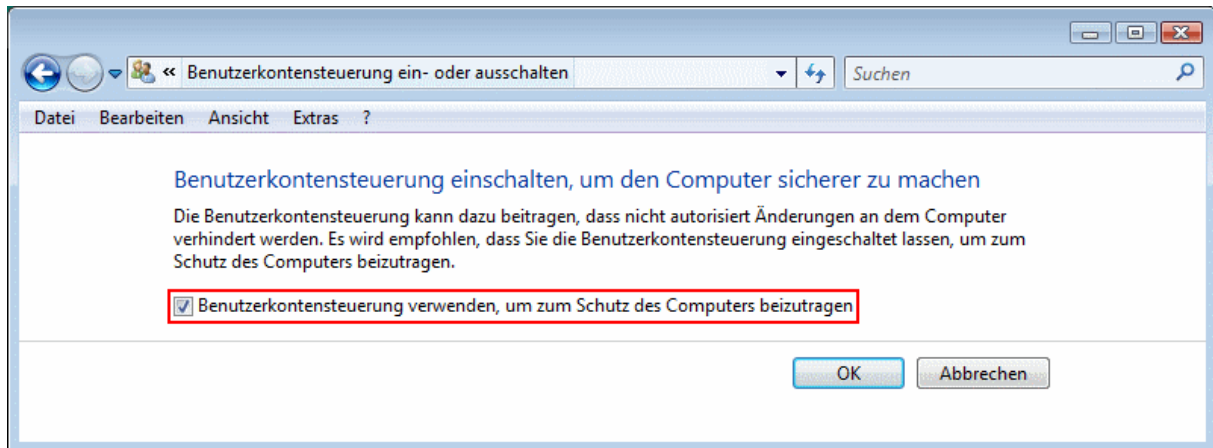 « Benutzerkontensteuerung ein- oder ausschalten Suchen
Datei Bearbeiten Ansicht Extras ?
Benutzerkontensteuerung einschalten, um den Computer sicherer zu machen
Die Benutzerkontensteuerung kann dazu beitragen, dass nicht autorisiert Änderungen an dem Computer
verhindert werden. Es wird empfohlen, dass Sie die Benutzerkontensteuerung eingeschaltet lassen, um zum
Schutz des Computers beizutragen.
Benutzerkontensteuerung verwenden, um zum Schutz des Computers beizutragen
OK Abbrechen